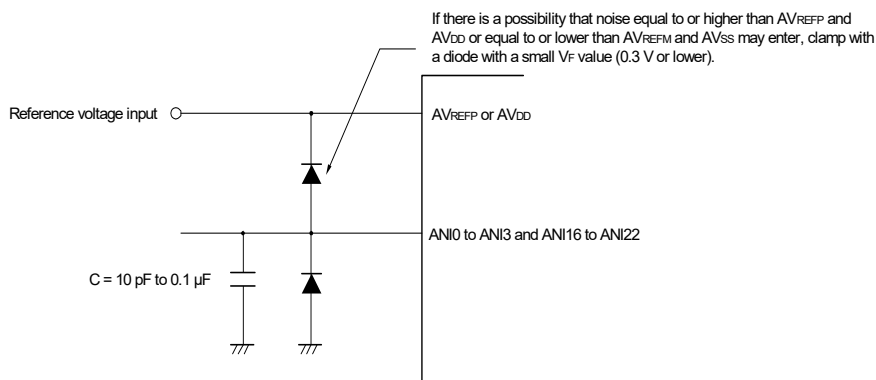 If there is a possibility that noise equal to or higher than AVREFP and
AVDD or equal to or lower than AVREFM and AVSS may enter, clamp with
a diode with a small VF value (0.3 V or lower).
Reference voltage input
AVREFP or AVDD
ANI0 to ANI3 and ANI16 to ANI22
C = 10 pF to 0.1 μF